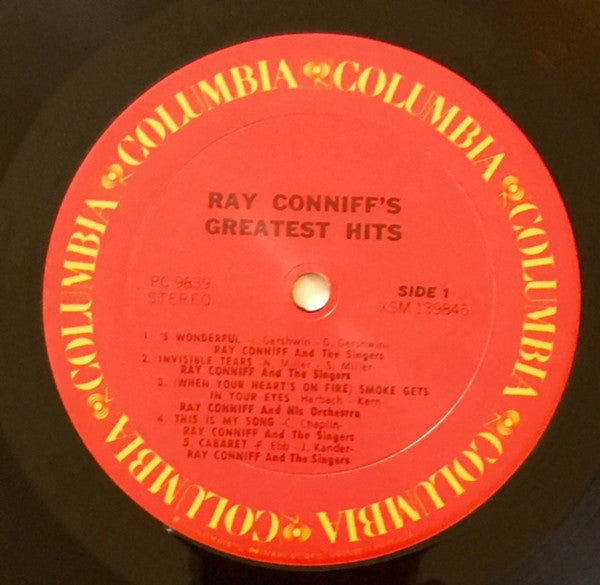 COLUMBIA COLUMBIA COLUMBIA COLUMBIA COLUMBIA COLUMBIA
RAY CONNIFF'S
GREATEST HITS
PC 9839
STEREO
SIDE 1
XSM 139845
1. 'S WONDERFUL -I. Gershwin - G. Gershwin-
RAY CONNIFF And The Singers
2. INVISIBLE TEARS -N. Miller - S. Miller-
RAY CONNIFF And The Singers
3. (WHEN YOUR HEART'S ON FIRE) SMOKE GETS
IN YOUR EYES Harbach - Kern-
RAY CONNIFF And His Orchestra
4. THIS IS MY SONG -C. Chaplin-
RAY CONNIFF And The Singers
5. CABARET -F. Ebb - J. Kander-
RAY CONNIFF And The Singers